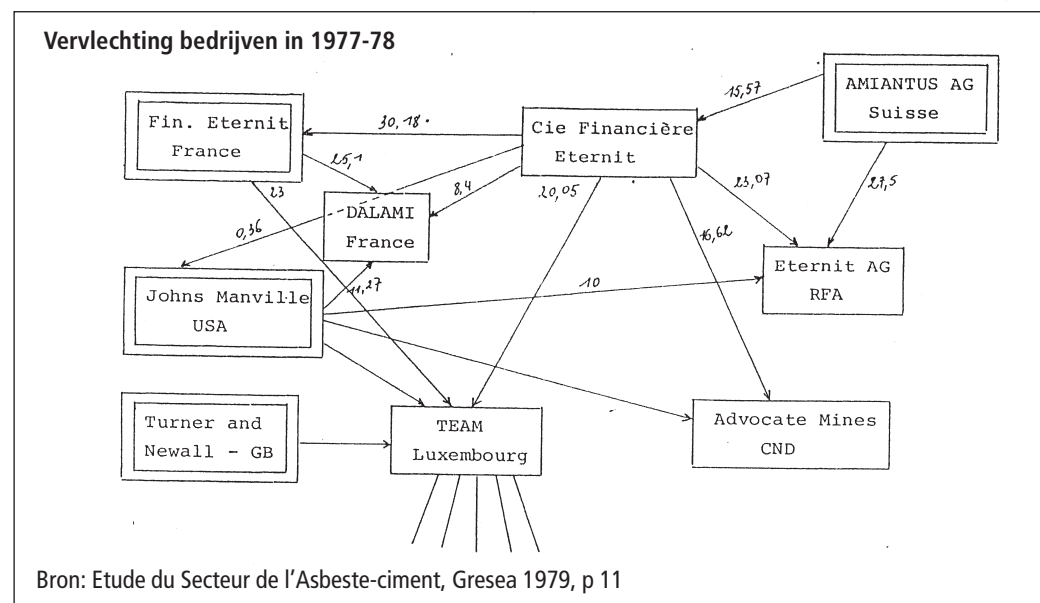 Vervlechting bedrijven in 1977-78
AMIANTUS AG
Suisse
15,57
Fin. Eternit
France
30,18
Cie Financière
Eternit
25,1
23
8,4
20,05
23,07
27,5
DALAMI
France
0,36
16,62
Johns Manville
USA
11,27
10
Eternit AG
RFA
Turner and
Newall - GB
TEAM
Luxembourg
Advocate Mines
CND
Bron: Etude du Secteur de l'Asbeste-ciment, Gresea 1979, p 11